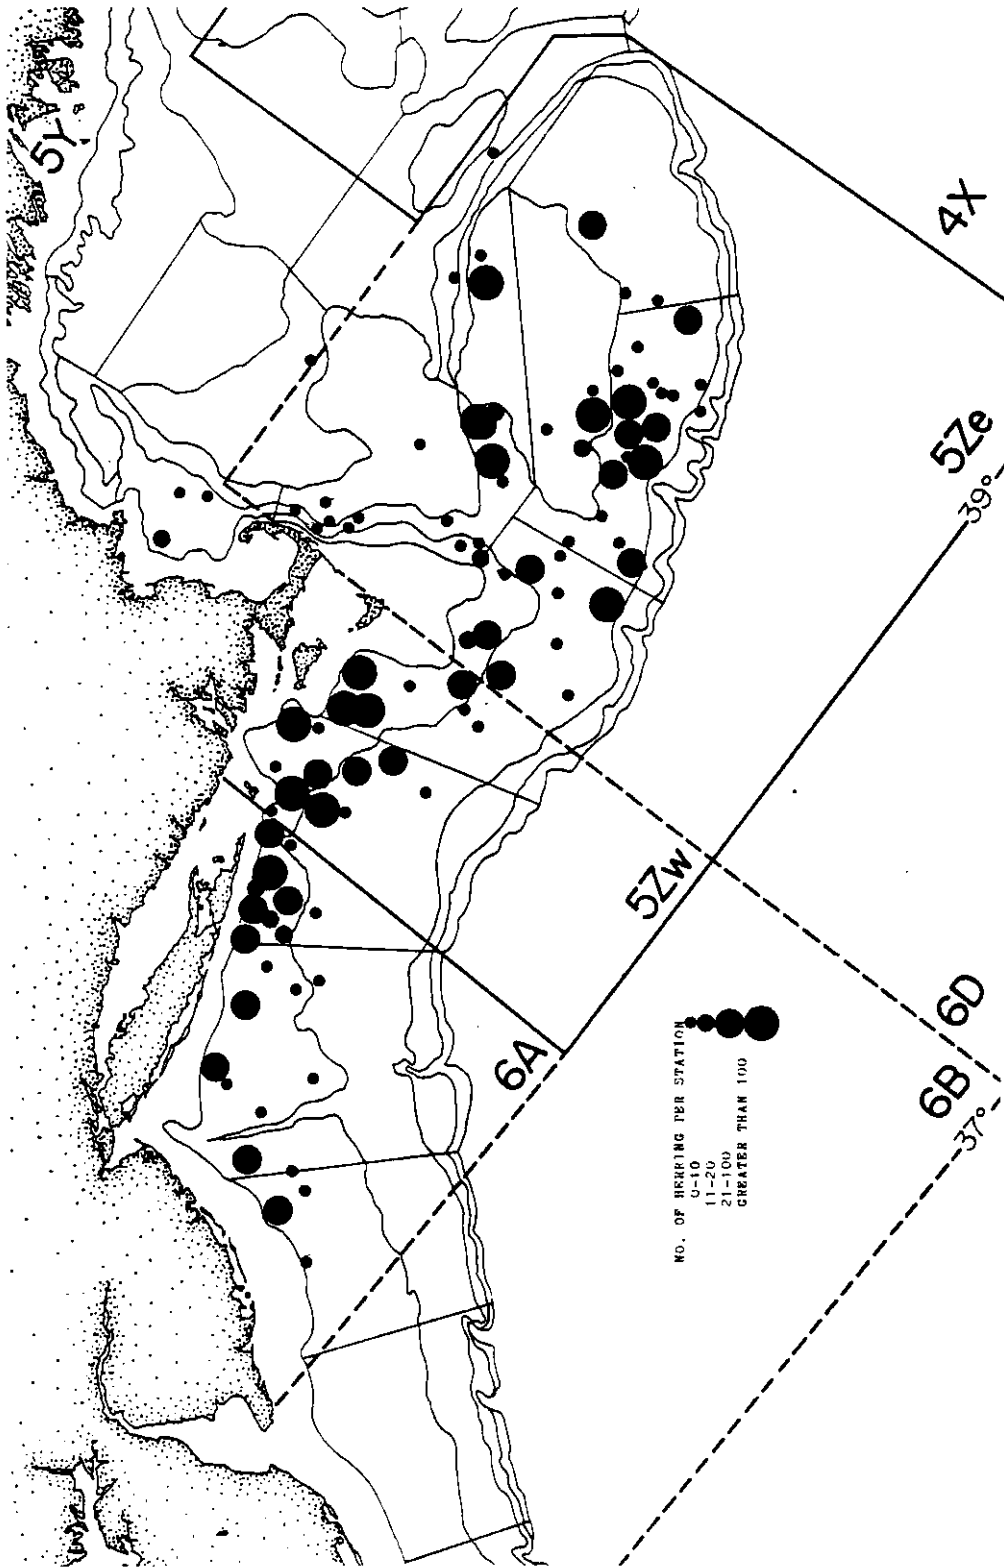 5Y
4X
5Ze
39°
5Zw
6A
6D
6B
37°
NO. OF HERRING PER STATION
0-10
11-20
21-100
GREATER THAN 100